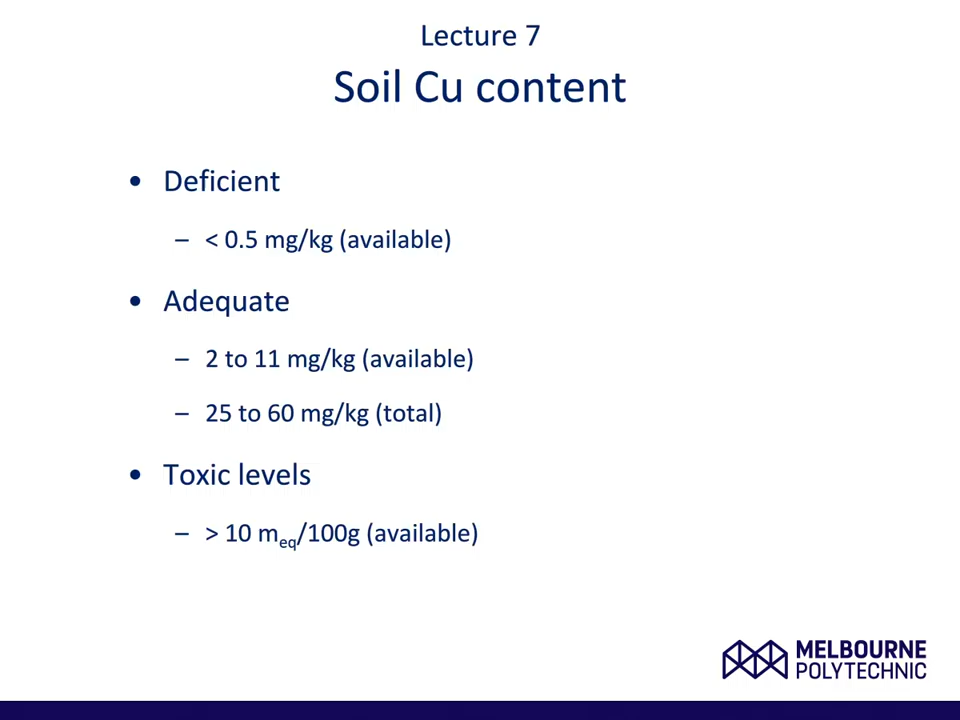 Lecture 7
Soil Cu content
• Deficient
– < 0.5 mg/kg (available)
• Adequate
– 2 to 11 mg/kg (available)
– 25 to 60 mg/kg (total)
• Toxic levels
– > 10 meq/100g (available)
MELBOURNE
POLYTECHNIC